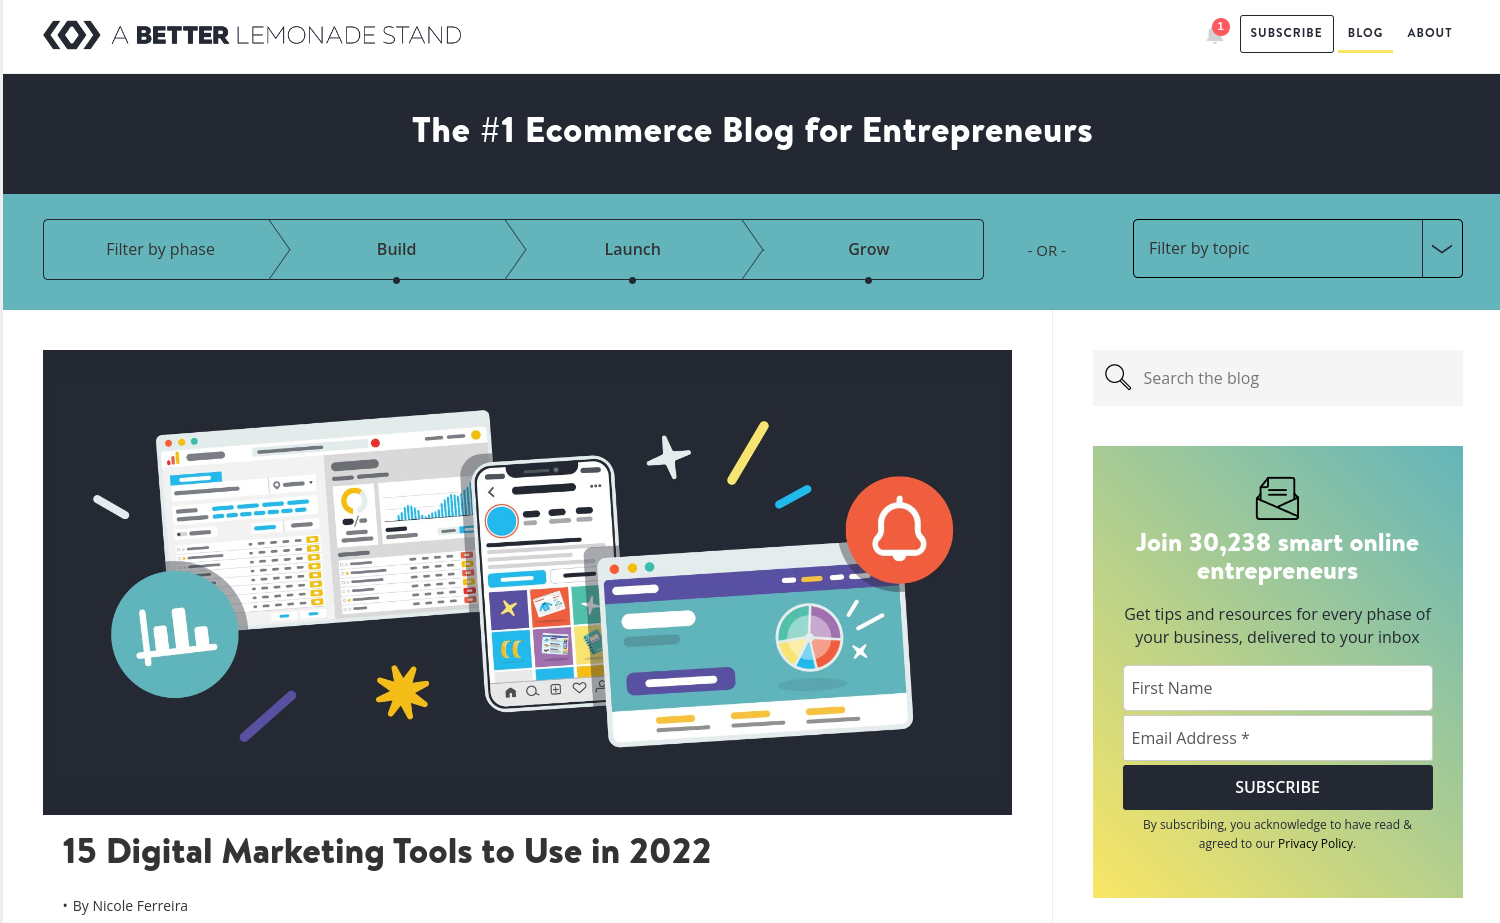 A BETTER LEMONADE STAND
1
SUBSCRIBE
BLOG
ABOUT
The #1 Ecommerce Blog for Entrepreneurs
Filter by phase
Build
Launch
Grow
- OR -
Filter by topic
Search the blog
Join 30,238 smart online
entrepreneurs
Get tips and resources for every phase of
your business, delivered to your inbox
First Name
Email Address *
SUBSCRIBE
By subscribing, you acknowledge to have read &
agreed to our Privacy Policy.
15 Digital Marketing Tools to Use in 2022
• By Nicole Ferreira